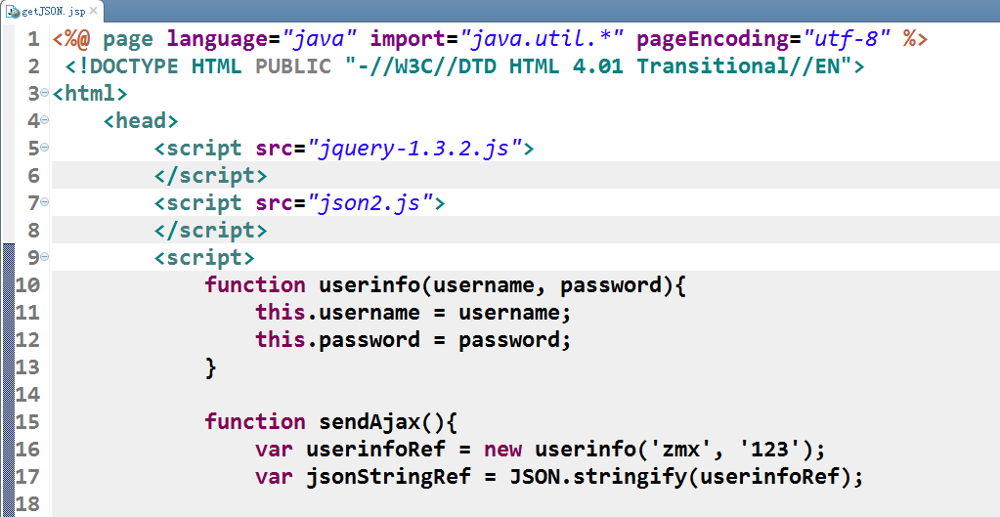 getJSON.jsp
1 <%@ page language="java" import="java.util.*" pageEncoding="utf-8" %>
2 <!DOCTYPE HTML PUBLIC "-//W3C//DTD HTML 4.01 Transitional//EN">
3 <html>
4 <head>
5 <script src="jquery-1.3.2.js">
6 </script>
7 <script src="json2.js">
8 </script>
9 <script>
10 function userinfo(username, password){
11 this.username = username;
12 this.password = password;
13 }
14
15 function sendAjax(){
16 var userinfoRef = new userinfo('zmx', '123');
17 var jsonStringRef = JSON.stringify(userinfoRef);
18